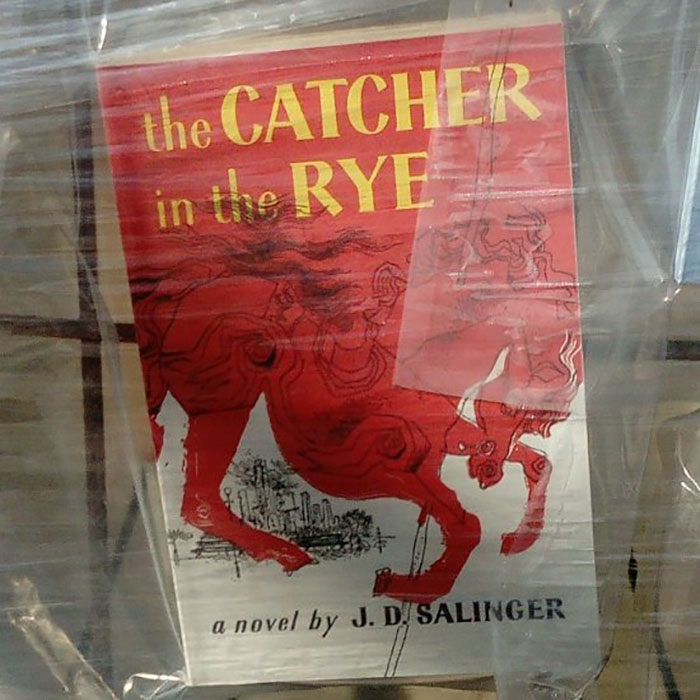 the CATCHER
in the RYE
a novel by J. D. SALINGER